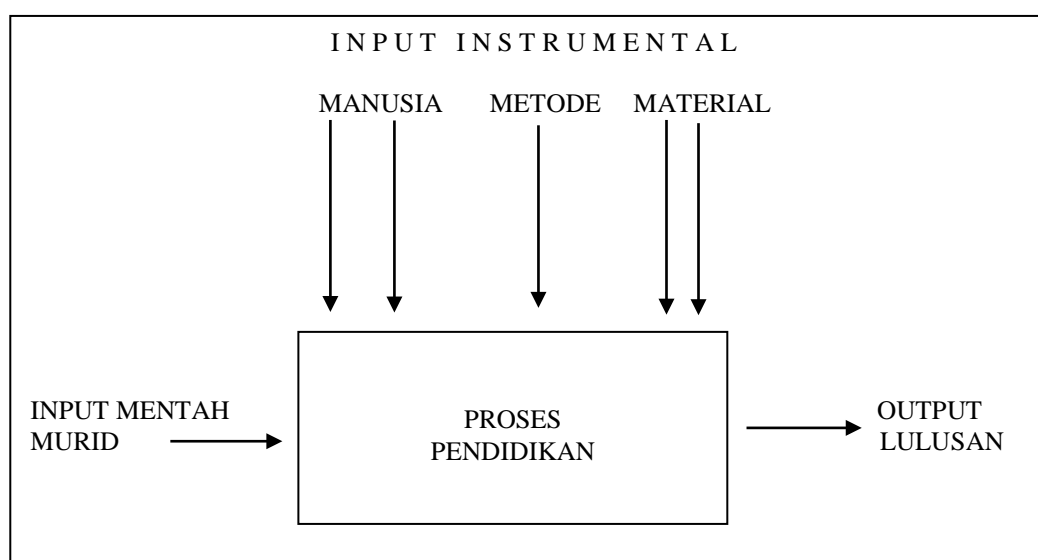 INPUT INSTRUMENTAL
MANUSIA METODE MATERIAL
INPUT MENTAH
MURID
PROSES
PENDIDIKAN
OUTPUT
LULUSAN